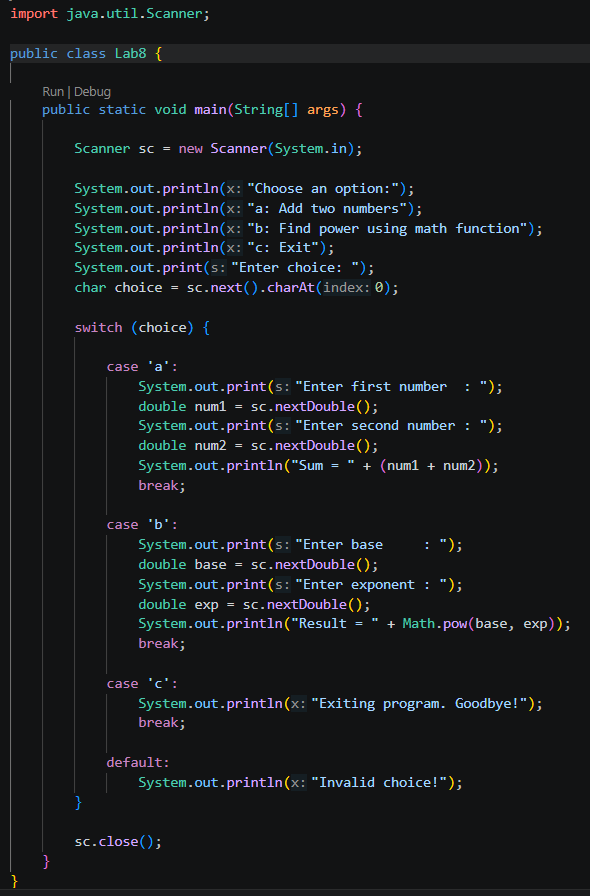 import java.util.Scanner;
public class Lab8 {
Run | Debug
public static void main(String[] args) {
Scanner sc = new Scanner(System.in);
System.out.println(x: "Choose an option:");
System.out.println(x: "a: Add two numbers");
System.out.println(x: "b: Find power using math function");
System.out.println(x: "c: Exit");
System.out.print(s: "Enter choice: ");
char choice = sc.next().charAt(index: 0);
switch (choice) {
case 'a':
System.out.print(s: "Enter first number  : ");
double num1 = sc.nextDouble();
System.out.print(s: "Enter second number : ");
double num2 = sc.nextDouble();
System.out.println("Sum = " + (num1 + num2));
break;
case 'b':
System.out.print(s: "Enter base     : ");
double base = sc.nextDouble();
System.out.print(s: "Enter exponent : ");
double exp = sc.nextDouble();
System.out.println("Result = " + Math.pow(base, exp));
break;
case 'c':
System.out.println(x: "Exiting program. Goodbye!");
break;
default:
System.out.println(x: "Invalid choice!");
}
sc.close();
}
}